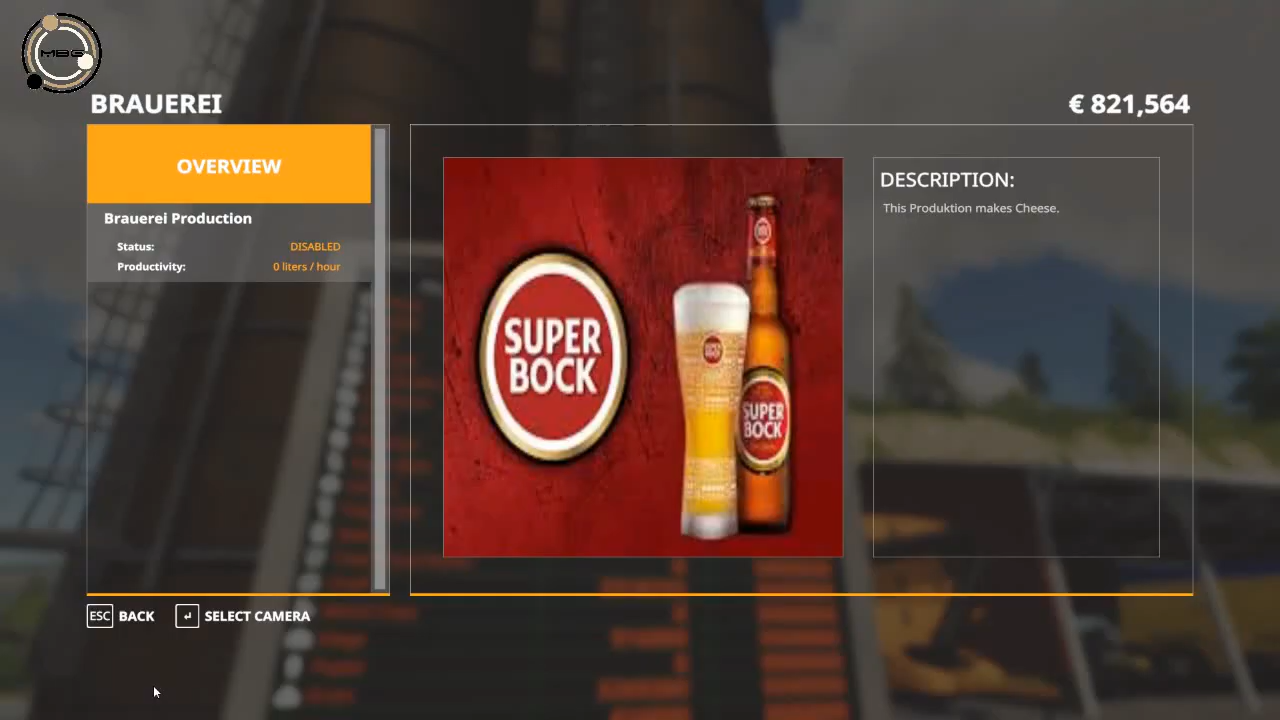 MBG
BRAUEREI
€ 821,564
OVERVIEW
Brauerei Production
Status: DISABLED
Productivity: 0 liters / hour
SUPER
BOCK
SUPER
BOCK
DESCRIPTION:
This Produktion makes Cheese.
ESC BACK
SELECT CAMERA